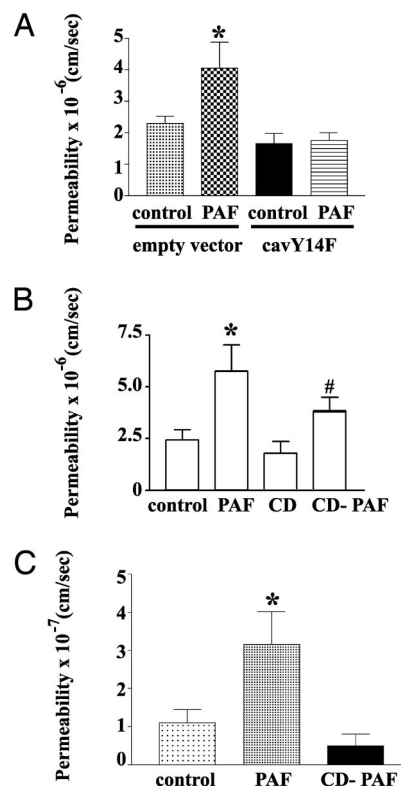 A
Permeability x 10-6(cm/sec)
5
4
3
2
1
0
*
control PAF control PAF
empty vector cavY14F
B
Permeability x 10-6(cm/sec)
7.5
5.0
2.5
0
*
#
control PAF CD CD- PAF
C
Permeability x 10-7(cm/sec)
5
4
3
2
1
0
*
control PAF CD- PAF